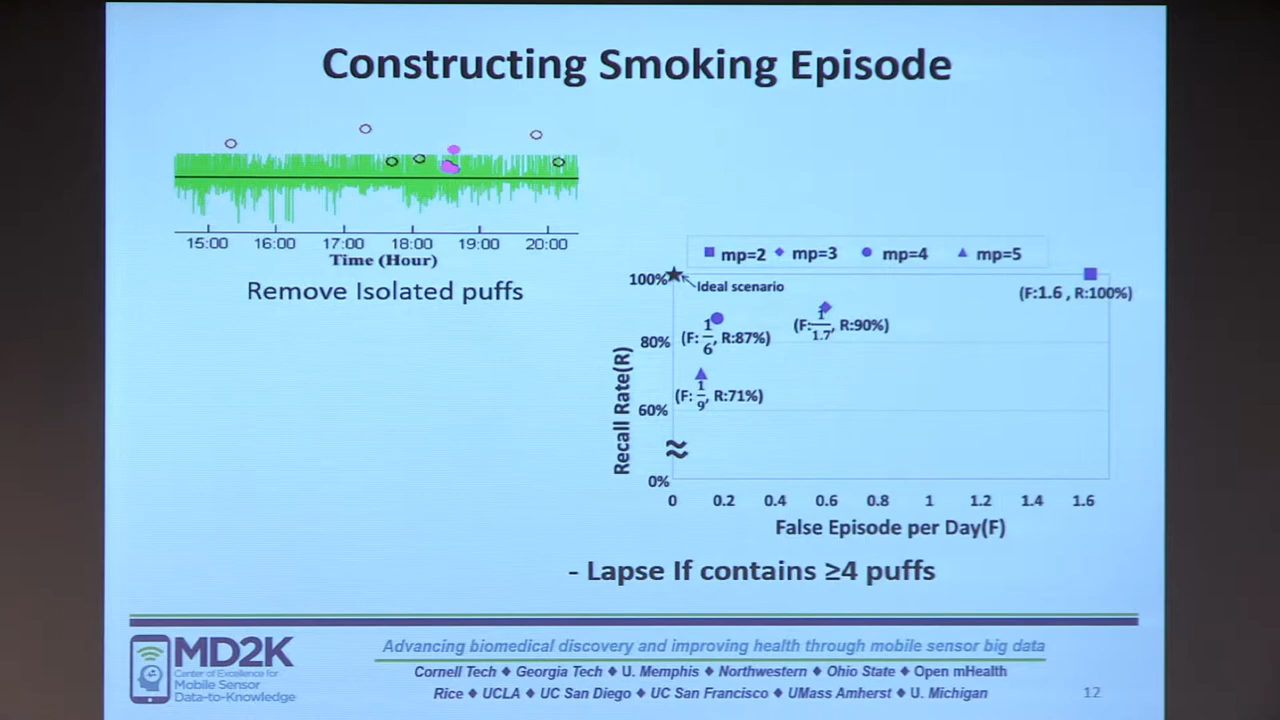 Constructing Smoking Episode
15:00 16:00 17:00 18:00 19:00 20:00
Time (Hour)
Remove Isolated puffs
mp=2 mp=3 mp=4 mp=5
100%
Ideal scenario
(F:1.6 , R:100%)
(F: 1/6, R:87%)
(F: 1/1.7, R:90%)
80%
(F: 1/9, R:71%)
60%
0%
Recall Rate(R)
0 0.2 0.4 0.6 0.8 1 1.2 1.4 1.6
False Episode per Day(F)
- Lapse If contains ≥4 puffs
MD2K
Center of Excellence for
Mobile Sensor
Data-to-Knowledge
Advancing biomedical discovery and improving health through mobile sensor big data
Cornell Tech ◆ Georgia Tech ◆ U. Memphis ◆ Northwestern ◆ Ohio State ◆ Open mHealth
Rice ◆ UCLA ◆ UC San Diego ◆ UC San Francisco ◆ UMass Amherst ◆ U. Michigan
12